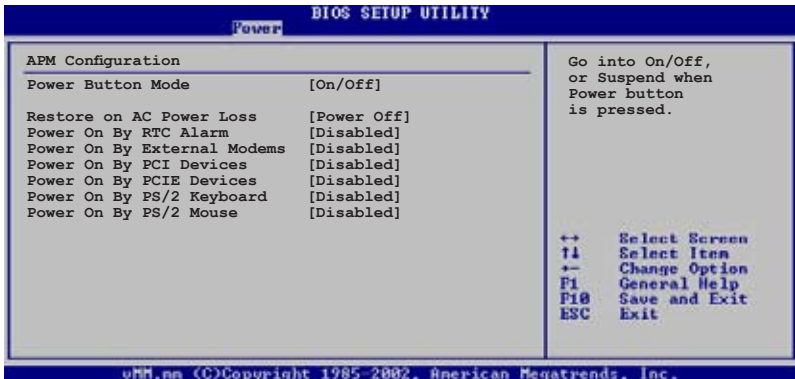 BIOS SETUP UTILITY
Power
APM Configuration
Power Button Mode [On/Off]
Restore on AC Power Loss [Power Off]
Power On By RTC Alarm [Disabled]
Power On By External Modems [Disabled]
Power On By PCI Devices [Disabled]
Power On By PCIE Devices [Disabled]
Power On By PS/2 Keyboard [Disabled]
Power On By PS/2 Mouse [Disabled]
Go into On/Off,
or Suspend when
Power button
is pressed.
←→ Select Screen
↑↓ Select Item
+- Change Option
F1 General Help
F10 Save and Exit
ESC Exit
vMM.mm (C)Copyright 1985-2002, American Megatrends, Inc.